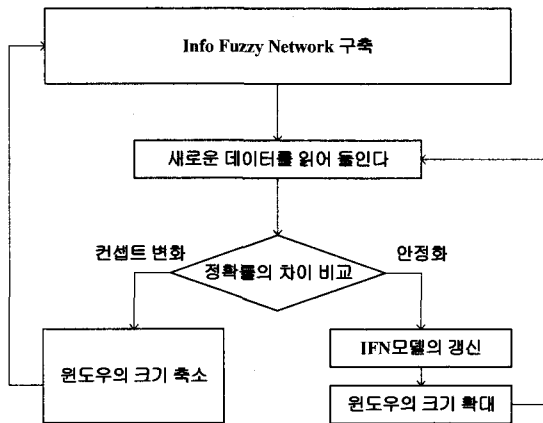 Info Fuzzy Network 구축
새로운 데이터를 읽어 들인다
컨셉트 변화
안정화
정확률의 차이 비교
IFN모델의 갱신
윈도우의 크기 축소
윈도우의 크기 확대